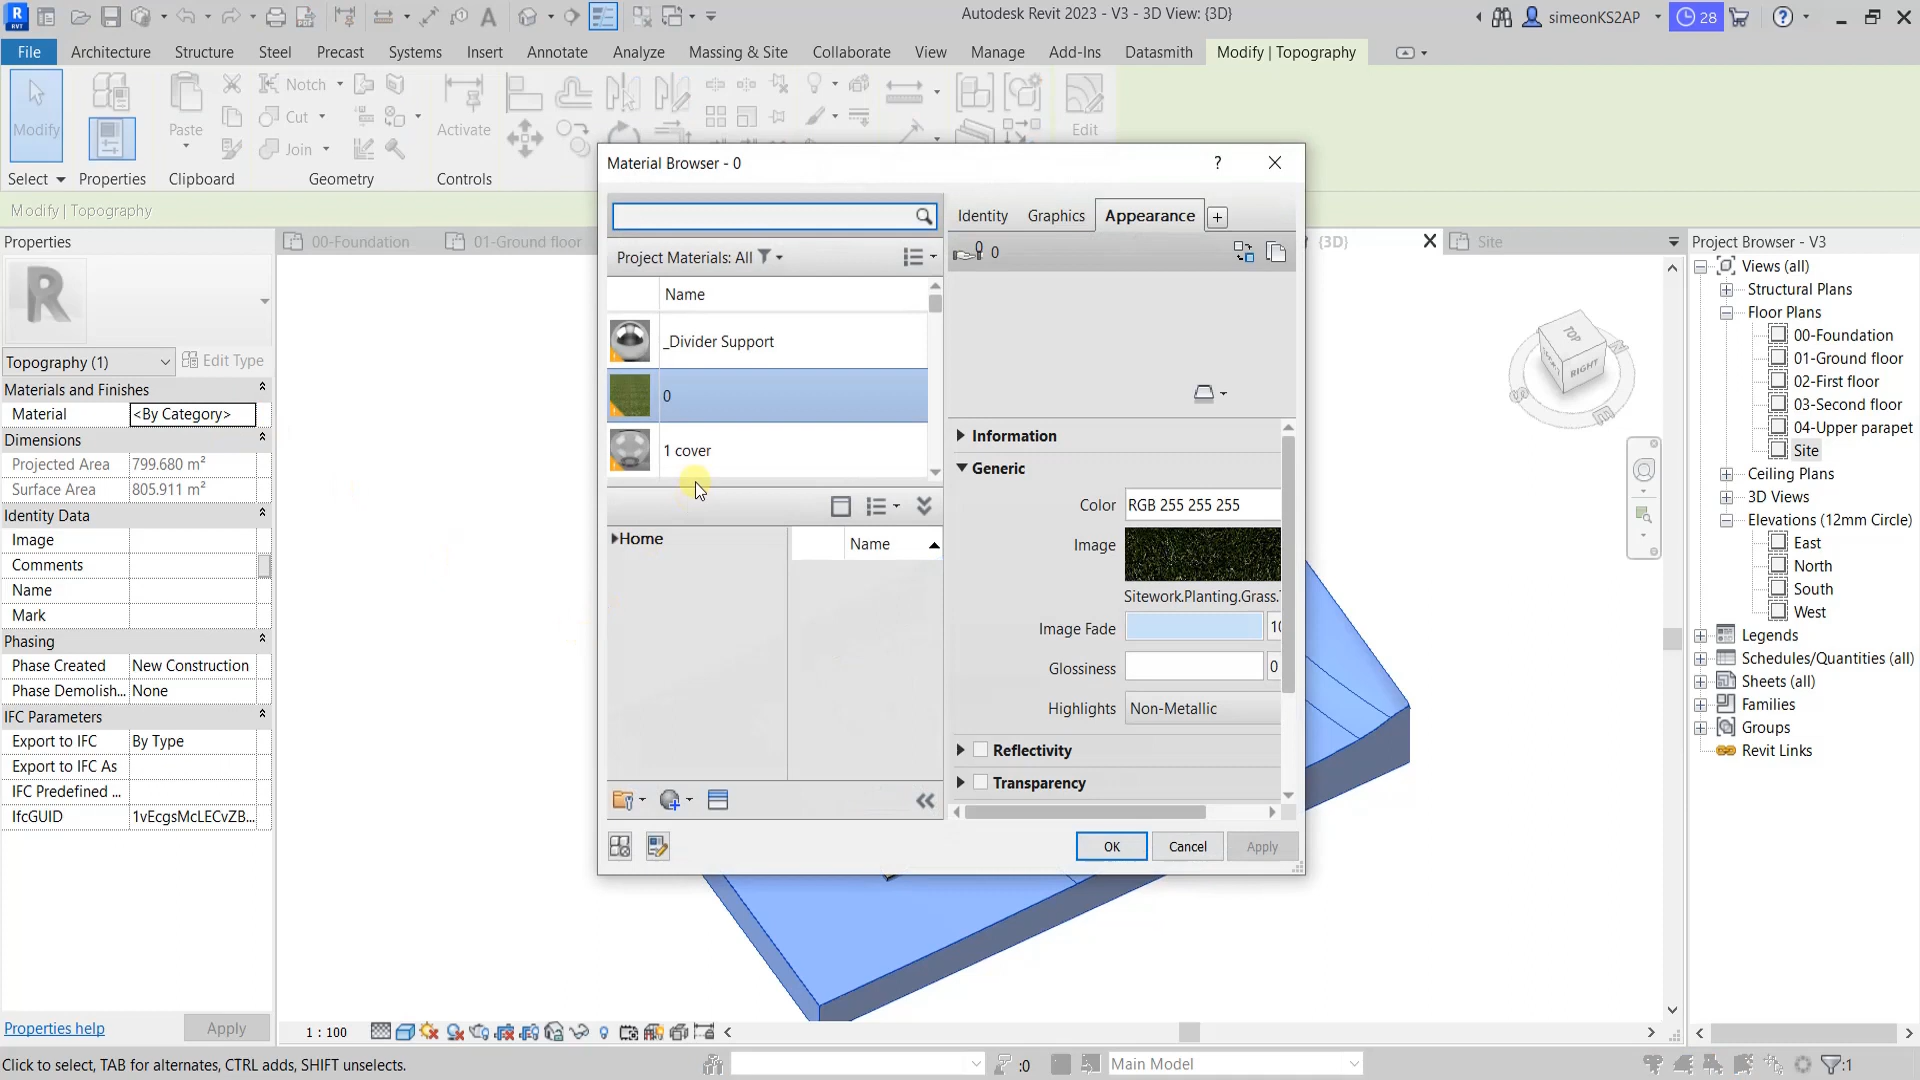 Autodesk Revit 2023 - V3 - 3D View: {3D}
simeonKS2AP
28
File
Architecture
Structure
Steel
Precast
Systems
Insert
Annotate
Analyze
Massing & Site
Collaborate
View
Manage
Add-Ins
Datasmith
Modify | Topography
Modify
Paste
Notch
Cut
Join
Activate
Edit
Select
Properties
Clipboard
Geometry
Controls
Modify | Topography
Properties
00-Foundation
01-Ground floor
{3D}
Site
Project Browser - V3
Topography (1)
Edit Type
Materials and Finishes
Material
<By Category>
Dimensions
Projected Area
799.680 m²
Surface Area
805.911 m²
Identity Data
Image
Comments
Name
Mark
Phasing
Phase Created
New Construction
Phase Demolish...
None
IFC Parameters
Export to IFC
By Type
Export to IFC As
IFC Predefined ...
IfcGUID
1vEcgsMcLECvZB...
Properties help
Apply
Material Browser - 0
?
Project Materials: All
Name
_Divider Support
0
1 cover
Home
Name
Identity
Graphics
Appearance
0
Information
Generic
Color
RGB 255 255 255
Image
Sitework.Planting.Grass.
Image Fade
10
Glossiness
0
Highlights
Non-Metallic
Reflectivity
Transparency
OK
Cancel
Apply
TOP
RIGHT
Views (all)
Structural Plans
Floor Plans
00-Foundation
01-Ground floor
02-First floor
03-Second floor
04-Upper parapet
Site
Ceiling Plans
3D Views
Elevations (12mm Circle)
East
North
South
West
Legends
Schedules/Quantities (all)
Sheets (all)
Families
Groups
Revit Links
1 : 100
Click to select, TAB for alternates, CTRL adds, SHIFT unselects.
:0
Main Model
:1